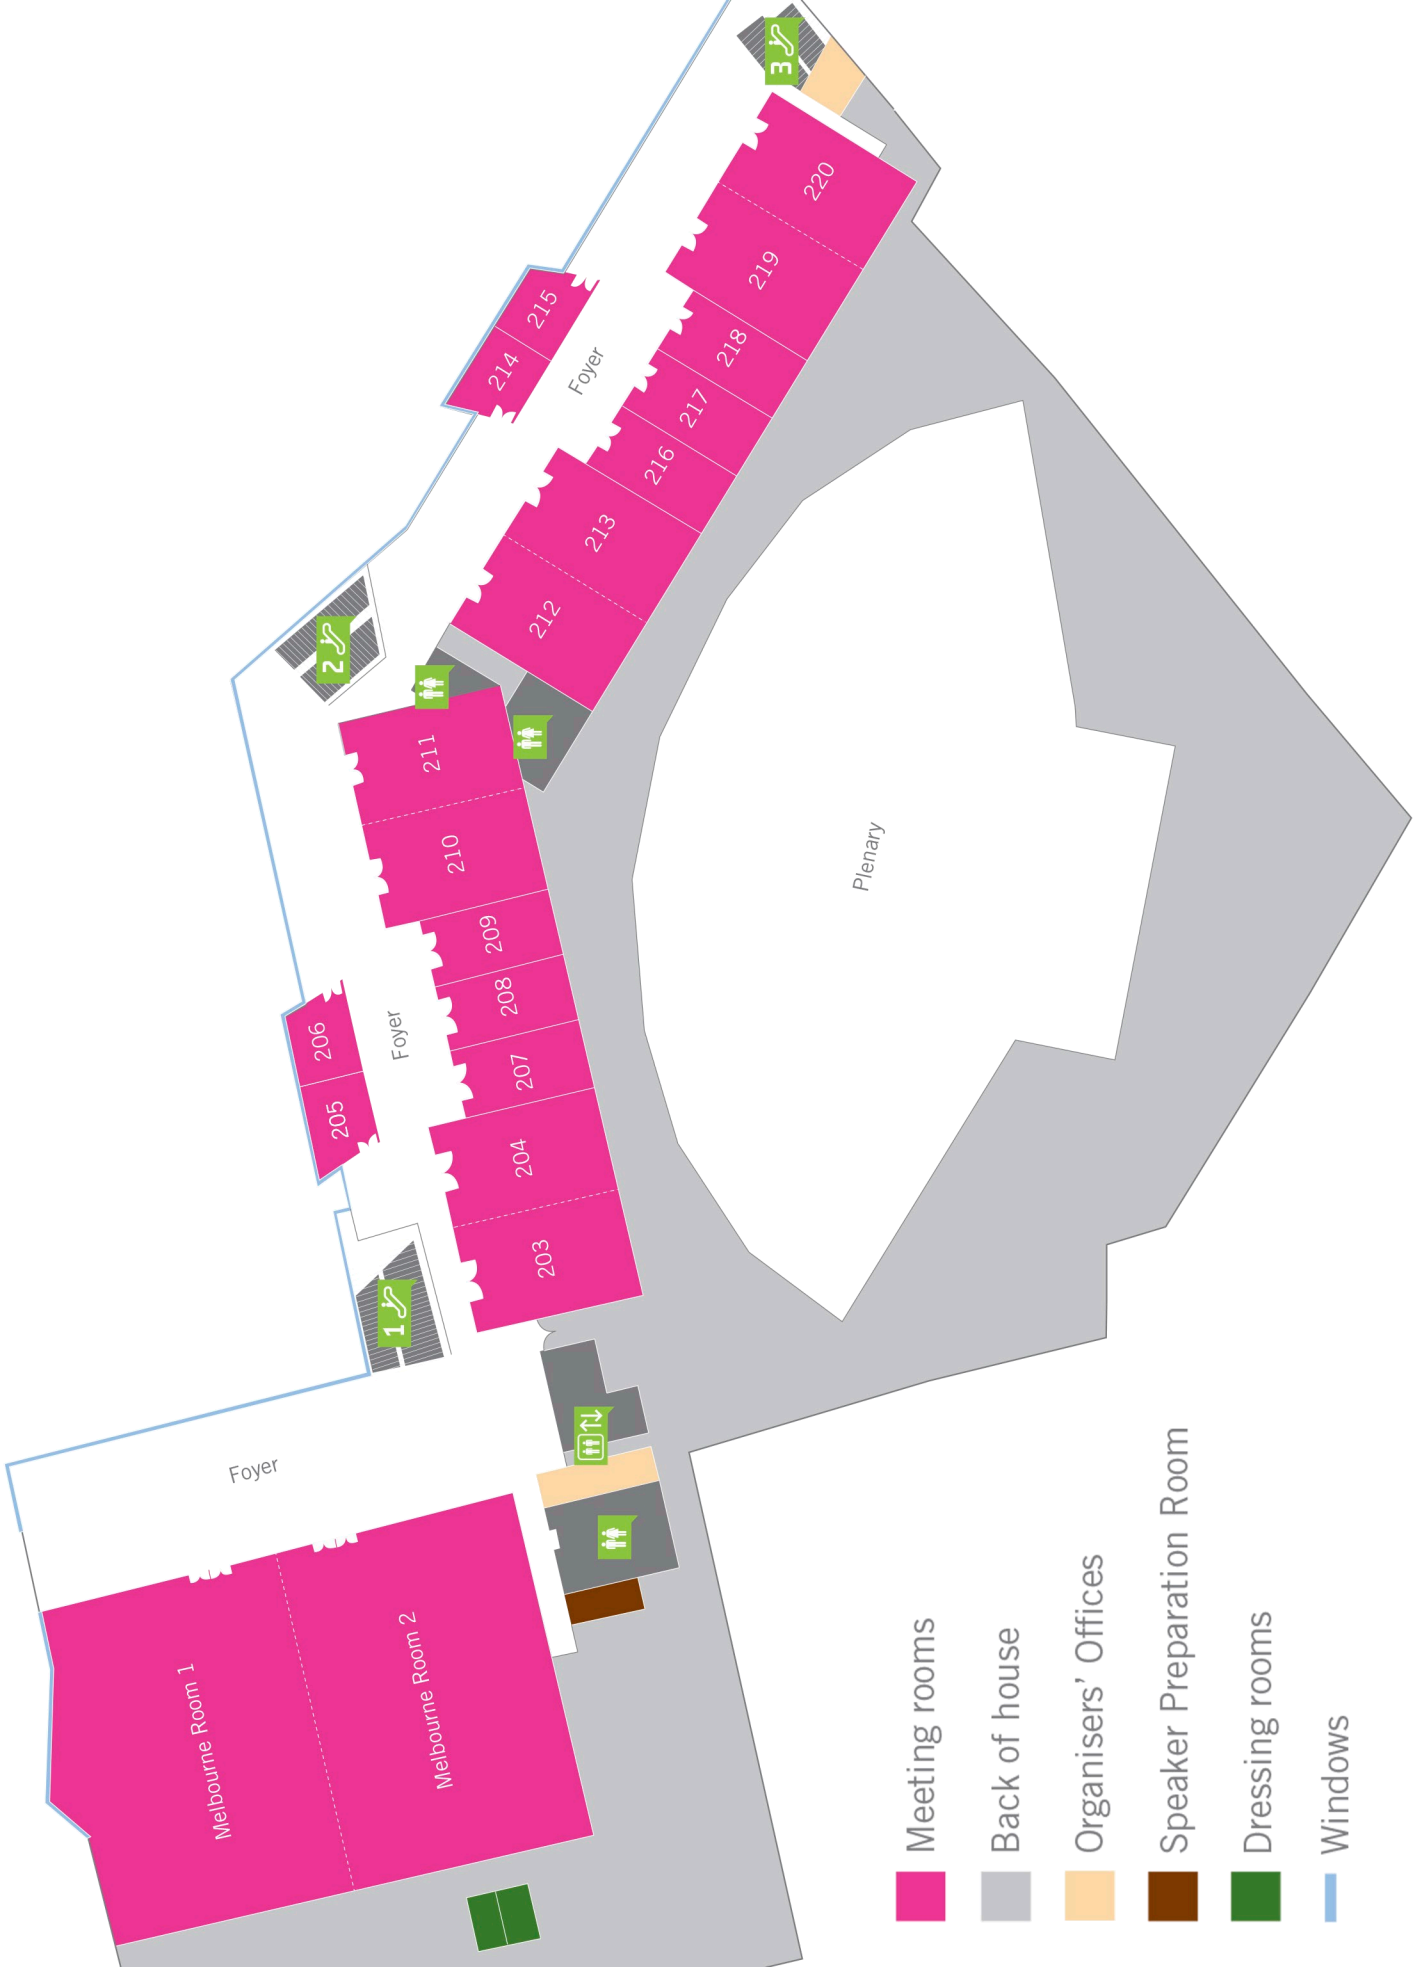 Melbourne Room 1
Melbourne Room 2
Foyer
1
203
204
205
206
Foyer
207
208
209
210
211
2
212
213
214
215
Foyer
216
217
218
219
220
3
Plenary
Meeting rooms
Back of house
Organisers’ Offices
Speaker Preparation Room
Dressing rooms
Windows